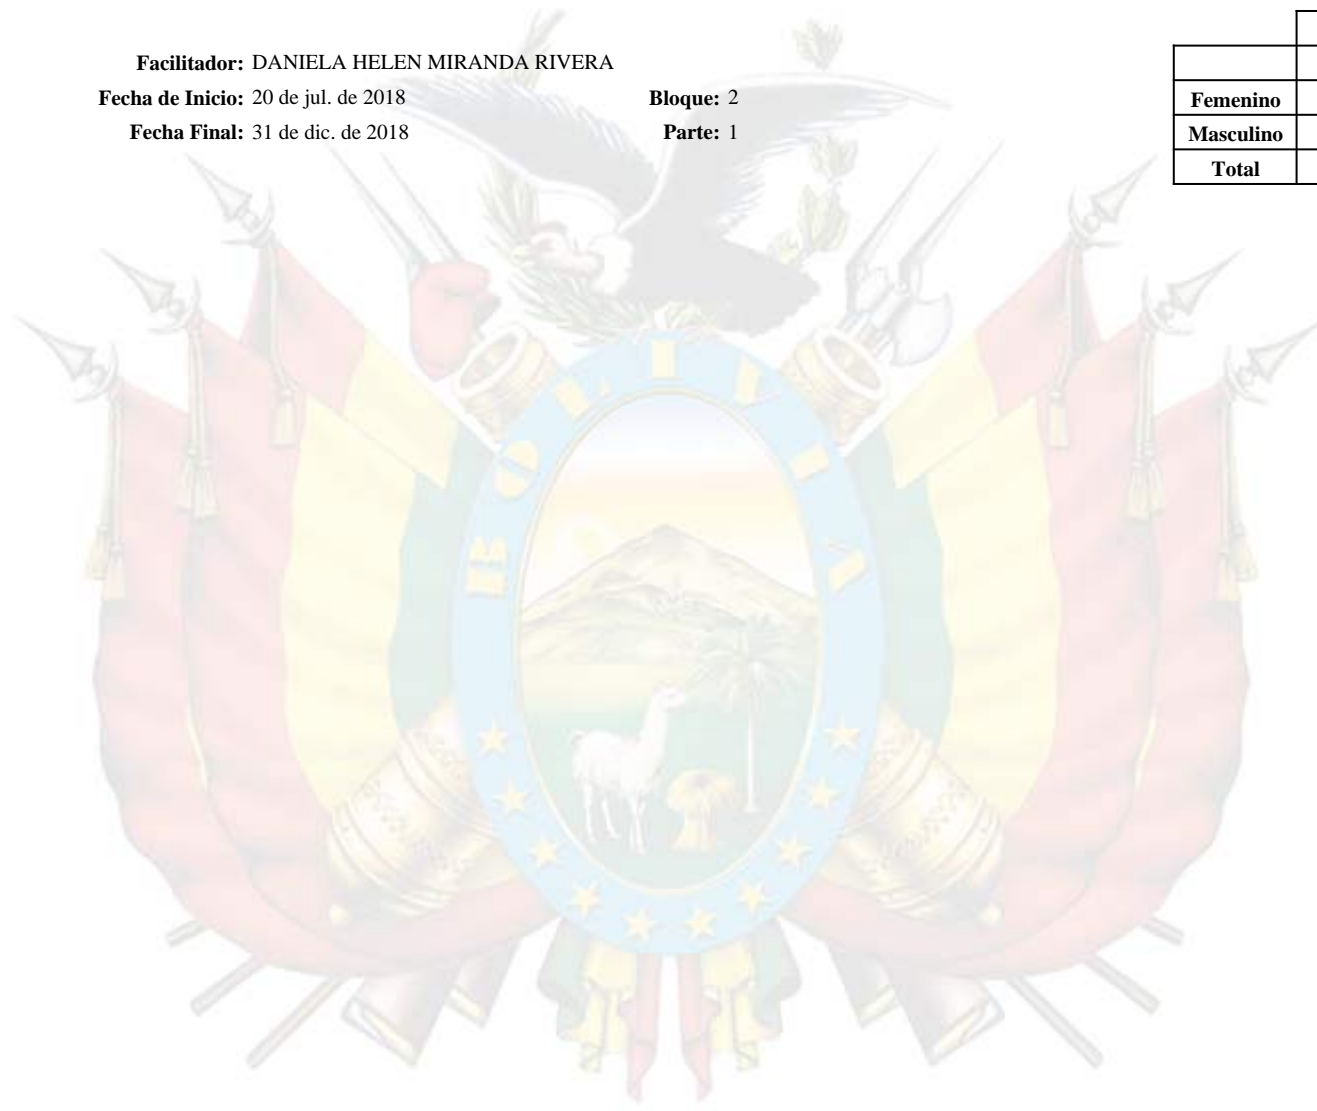 Facilitador: DANIELA HELEN MIRANDA RIVERA
Fecha de Inicio: 20 de jul. de 2018 Bloque: 2
Fecha Final: 31 de dic. de 2018 Parte: 1
Femenino
Masculino
Total
BOLIVIA